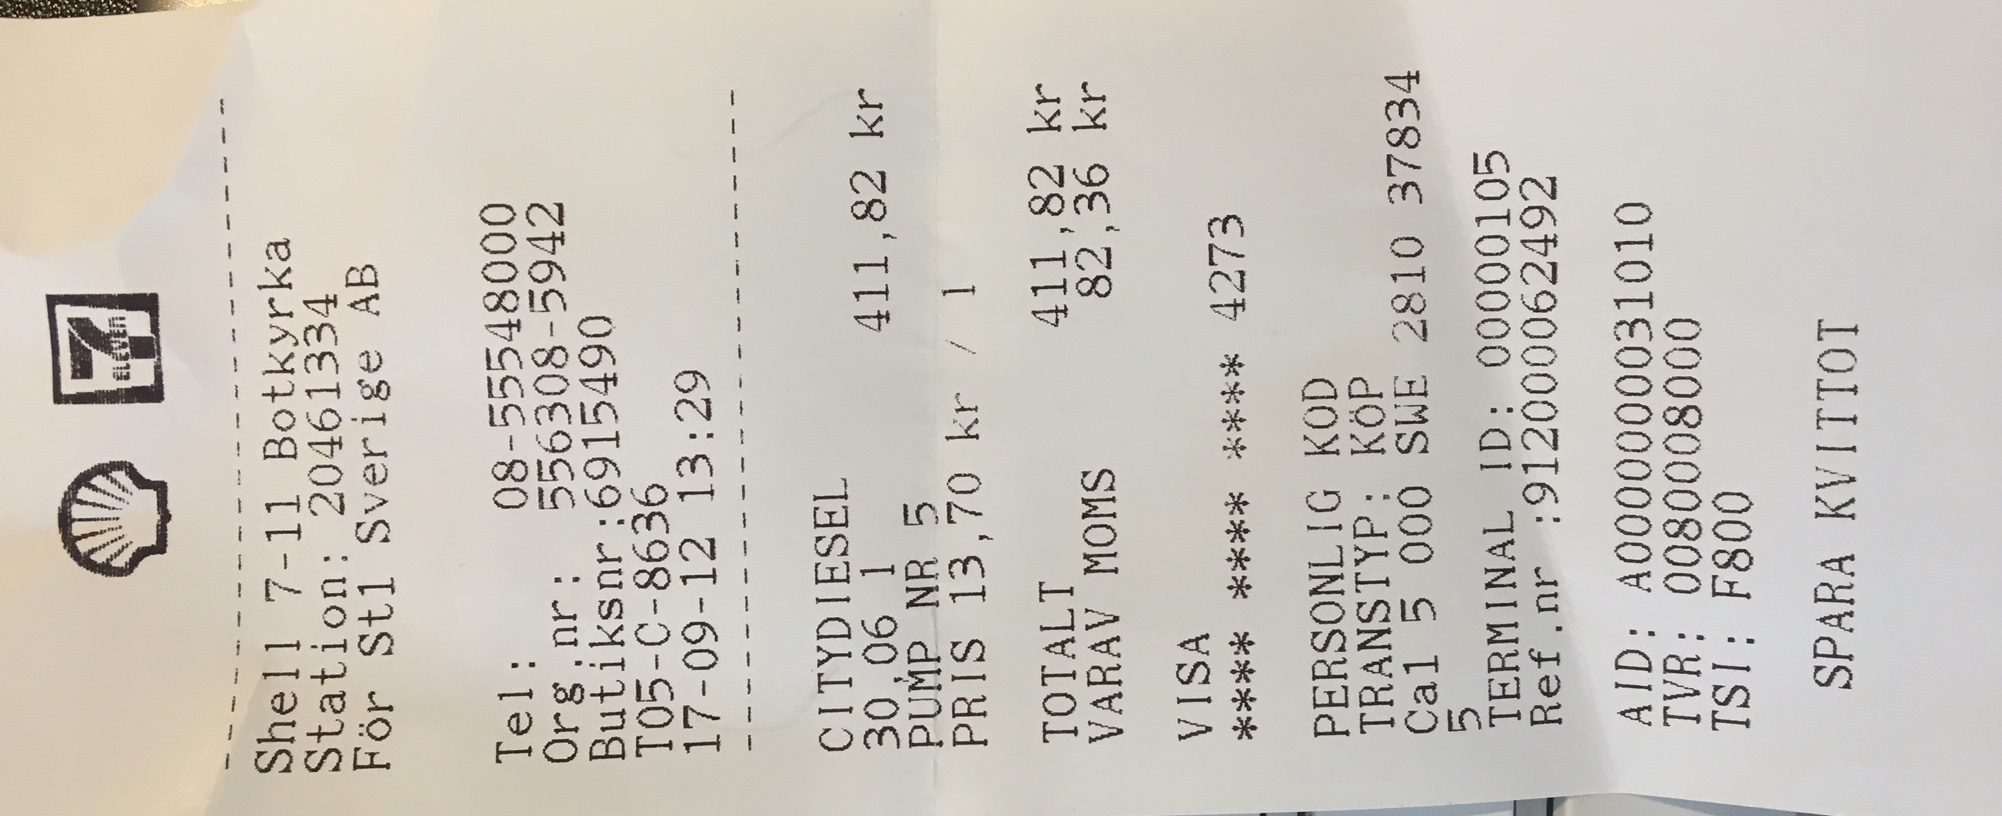 7
ELEVEN
Shell 7-11 Botkyrka
Station: 20461334
För St1 Sverige AB
Tel: 08-55548000
Org.nr: 556308-5942
Butiksnr:6915490
T05-C-8636
17-09-12 13:29
CITYDIESEL
30,06 l 411,82 kr
PUMP NR 5
PRIS 13,70 kr / l
TOTALT 411,82 kr
VARAV MOMS 82,36 kr
VISA
**** **** **** 4273
PERSONLIG KOD
TRANSTYP: KÖP
Ca1 5 000 SWE 2810 37834
5
TERMINAL ID: 00000105
Ref.nr :912000062492
AID: A0000000031010
TVR: 0080008000
TSI: F800
SPARA KVITTOT